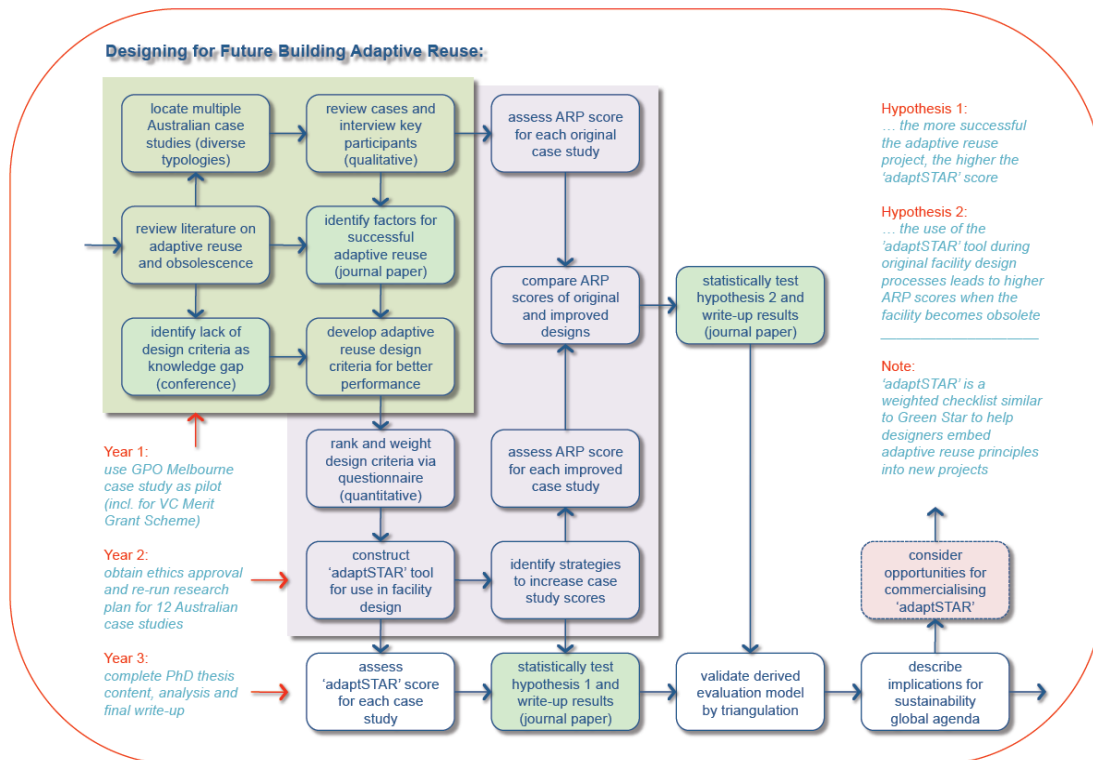 Designing for Future Building Adaptive Reuse:
locate multiple
Australian case
studies (diverse
typologies)
review cases and
interview key
participants
(qualitative)
assess ARP score
for each original
case study
review literature on
adaptive reuse
and obsolescence
identify factors for
successful
adaptive reuse
(journal paper)
compare ARP
scores of original
and improved
designs
statistically test
hypothesis 2 and
write-up results
(journal paper)
identify lack of
design criteria as
knowledge gap
(conference)
develop adaptive
reuse design
criteria for better
performance
rank and weight
design criteria via
questionnaire
(quantitative)
assess ARP score
for each improved
case study
construct
'adaptSTAR' tool
for use in facility
design
identify strategies
to increase case
study scores
assess
'adaptSTAR' score
for each case
study
statistically test
hypothesis 1 and
write-up results
(journal paper)
validate derived
evaluation model
by triangulation
describe
implications for
sustainability
global agenda
consider
opportunities for
commercialising
'adaptSTAR'
Year 1:
use GPO Melbourne
case study as pilot
(incl. for VC Merit
Grant Scheme)
Year 2:
obtain ethics approval
and re-run research
plan for 12 Australian
case studies
Year 3:
complete PhD thesis
content, analysis and
final write-up
Hypothesis 1:
… the more successful
the adaptive reuse
project, the higher the
'adaptSTAR' score
Hypothesis 2:
… the use of the
'adaptSTAR' tool during
original facility design
processes leads to higher
ARP scores when the
facility becomes obsolete
Note:
'adaptSTAR' is a
weighted checklist similar
to Green Star to help
designers embed
adaptive reuse principles
into new projects